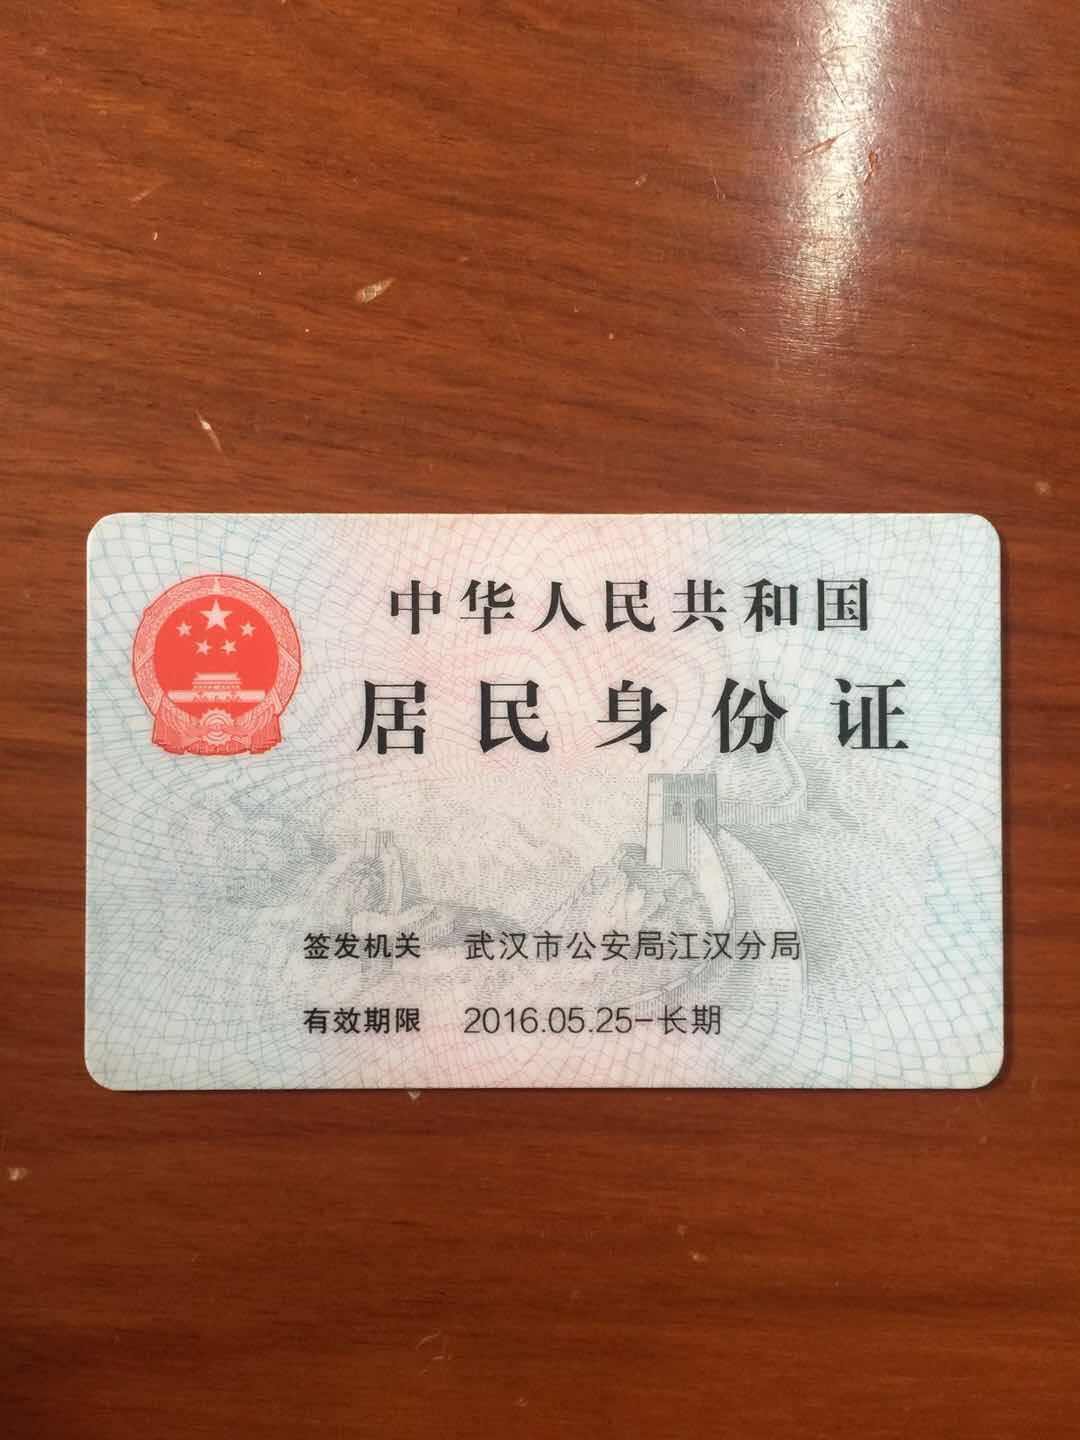 中华人民共和国
居民身份证
签发机关 武汉市公安局江汉分局
有效期限 2016.05.25-长期